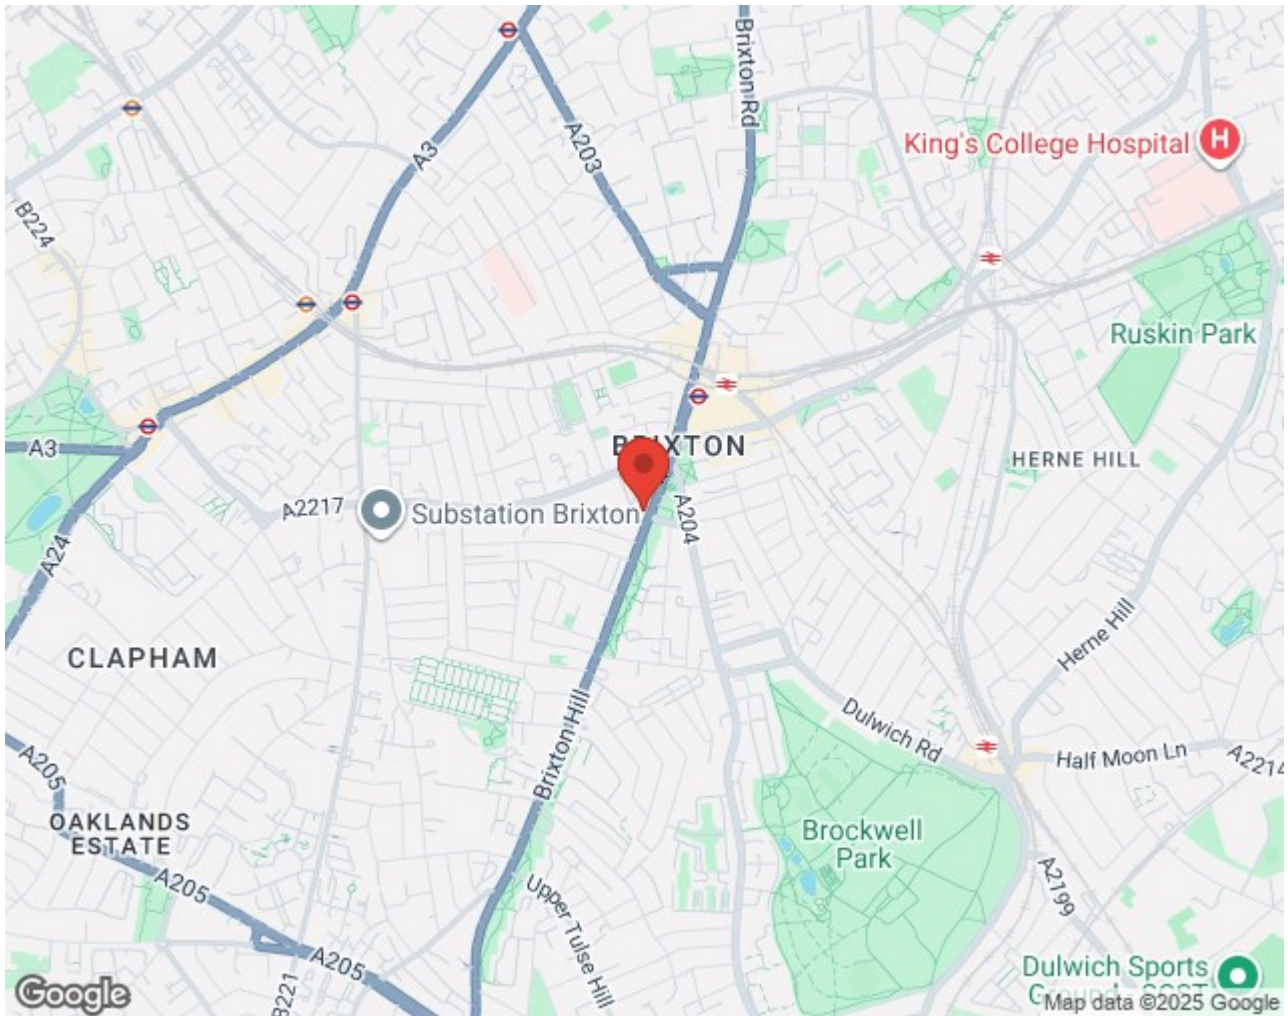 Brixton Rd
A203
A3
King's College Hospital
H
B224
Ruskin Park
A3
BRIXTON
HERNE HILL
A2217
Substation Brixton
A204
A24
Herne Hill
CLAPHAM
Brixton Hill
Dulwich Rd
Half Moon Ln
A2214
A205
OAKLANDS
ESTATE
Brockwell
Park
A205
Upper Tulse Hill
A2199
A205
B221
Dulwich Sports
Google
Map data ©2025 Google